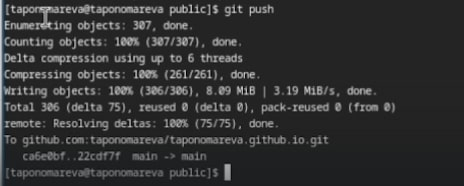 [taponomareva@taponomareva public]$ git push
Enumerating objects: 307, done.
Counting objects: 100% (307/307), done.
Delta compression using up to 6 threads
Compressing objects: 100% (261/261), done.
Writing objects: 100% (306/306), 8.09 MiB | 3.19 MiB/s, done.
Total 306 (delta 75), reused 0 (delta 0), pack-reused 0 (from 0)
remote: Resolving deltas: 100% (75/75), done.
To github.com:taponomareva/taponomareva.github.io.git
   ca6e0bf..22cdf7f  main -> main
[taponomareva@taponomareva public]$